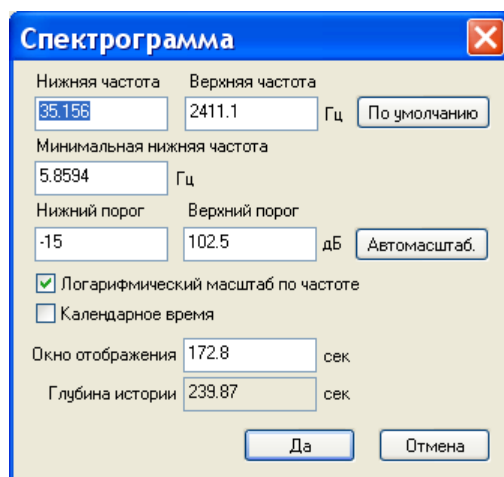 Спектрограмма
Нижняя частота Верхняя частота
35.156 2411.1 Гц По умолчанию
Минимальная нижняя частота
5.8594 Гц
Нижний порог Верхний порог
-15 102.5 дБ Автомасштаб.
Логарифмический масштаб по частоте
Календарное время
Окно отображения 172.8 сек
Глубина истории 239.87 сек
Да Отмена